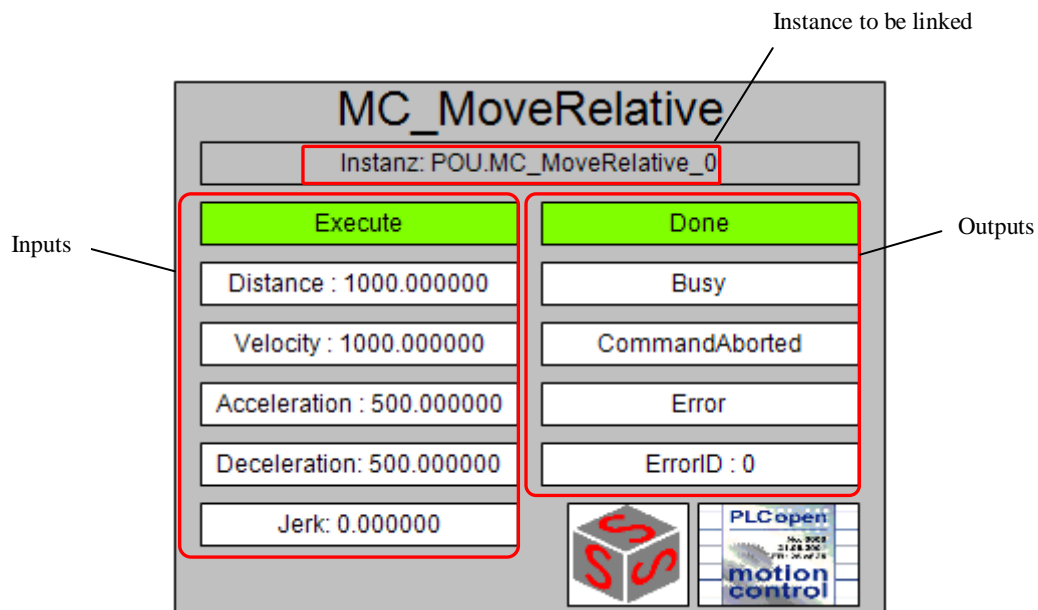 Instance to be linked
MC_MoveRelative
Instanz: POU.MC_MoveRelative_0
Inputs
Outputs
Execute
Distance : 1000.000000
Velocity : 1000.000000
Acceleration : 500.000000
Deceleration: 500.000000
Jerk: 0.000000
Done
Busy
CommandAborted
Error
ErrorID : 0
S S S S
PLCopen
motion
control